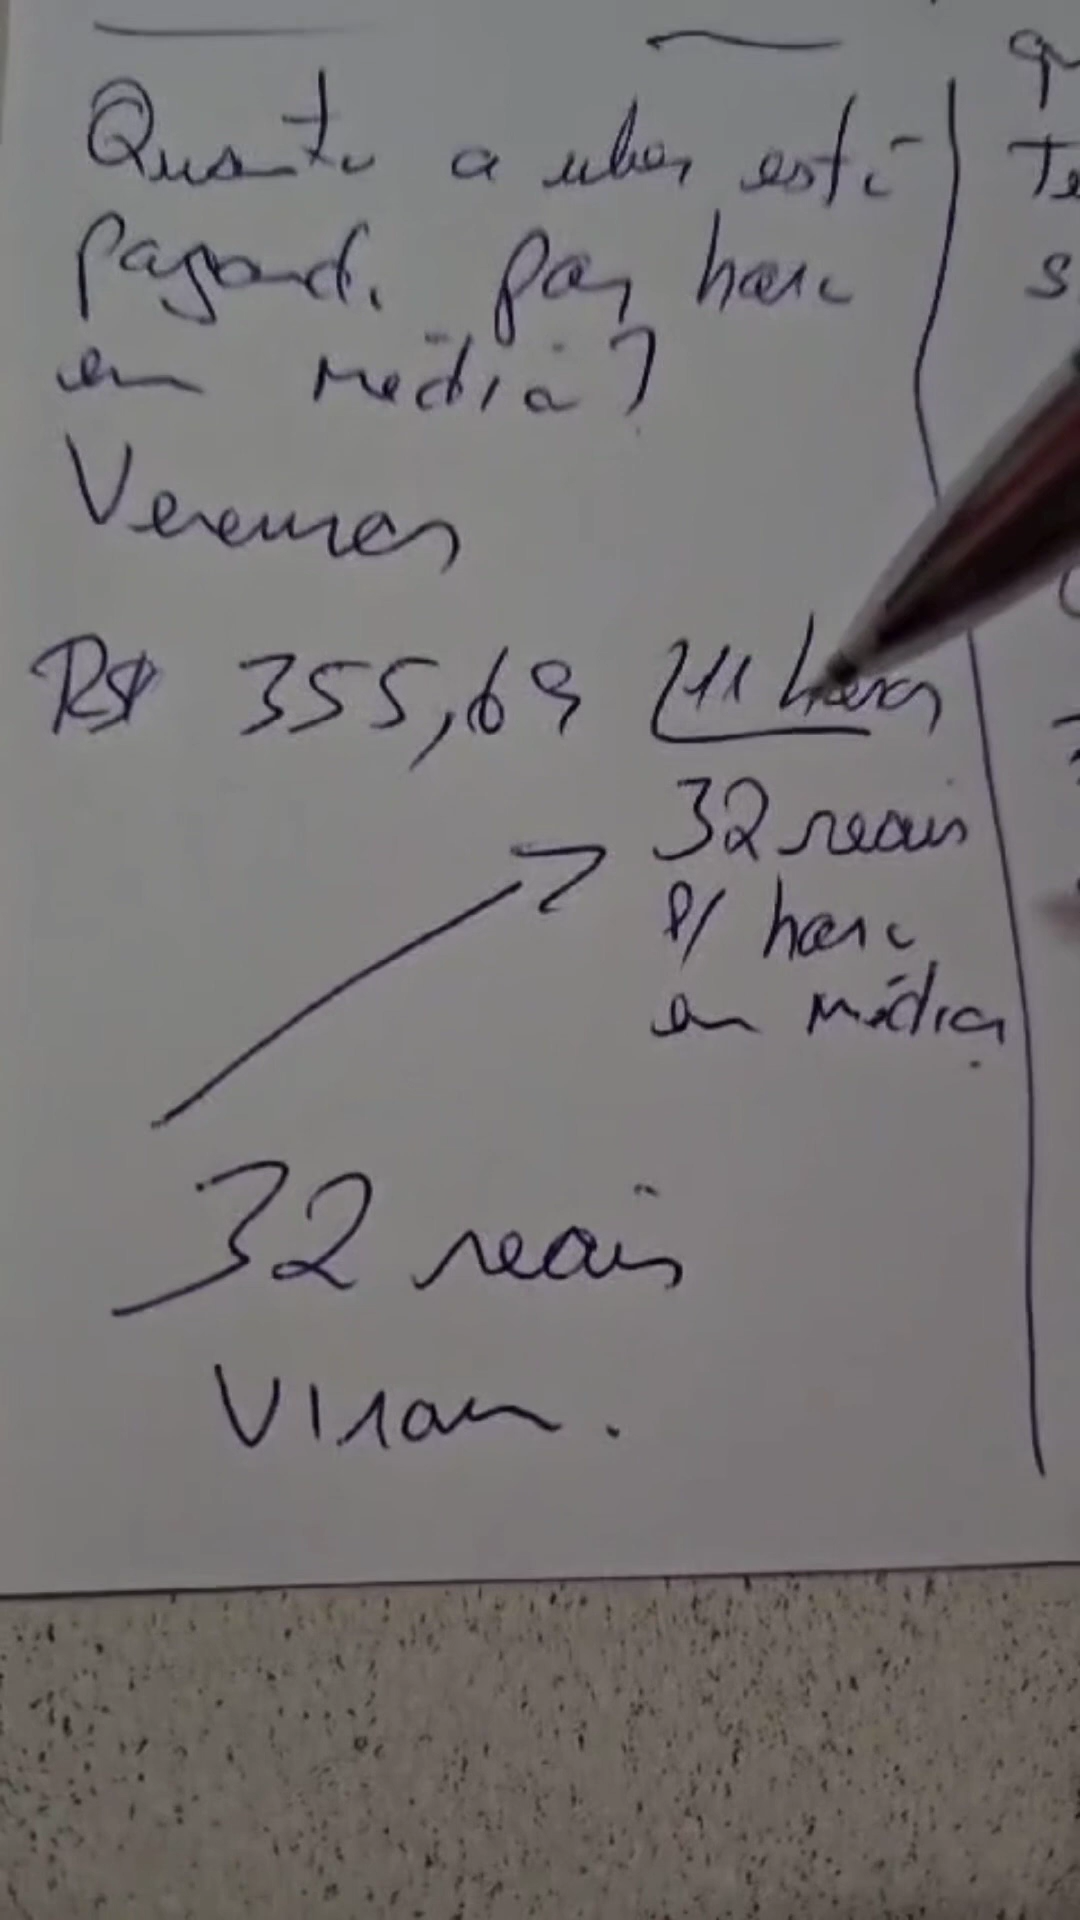 Quanto a uber está
pagando por hora
em média?
Veremos
R$ 355,69 11 horas
32 reais
p/ hora
em média
32 reais
Viram.